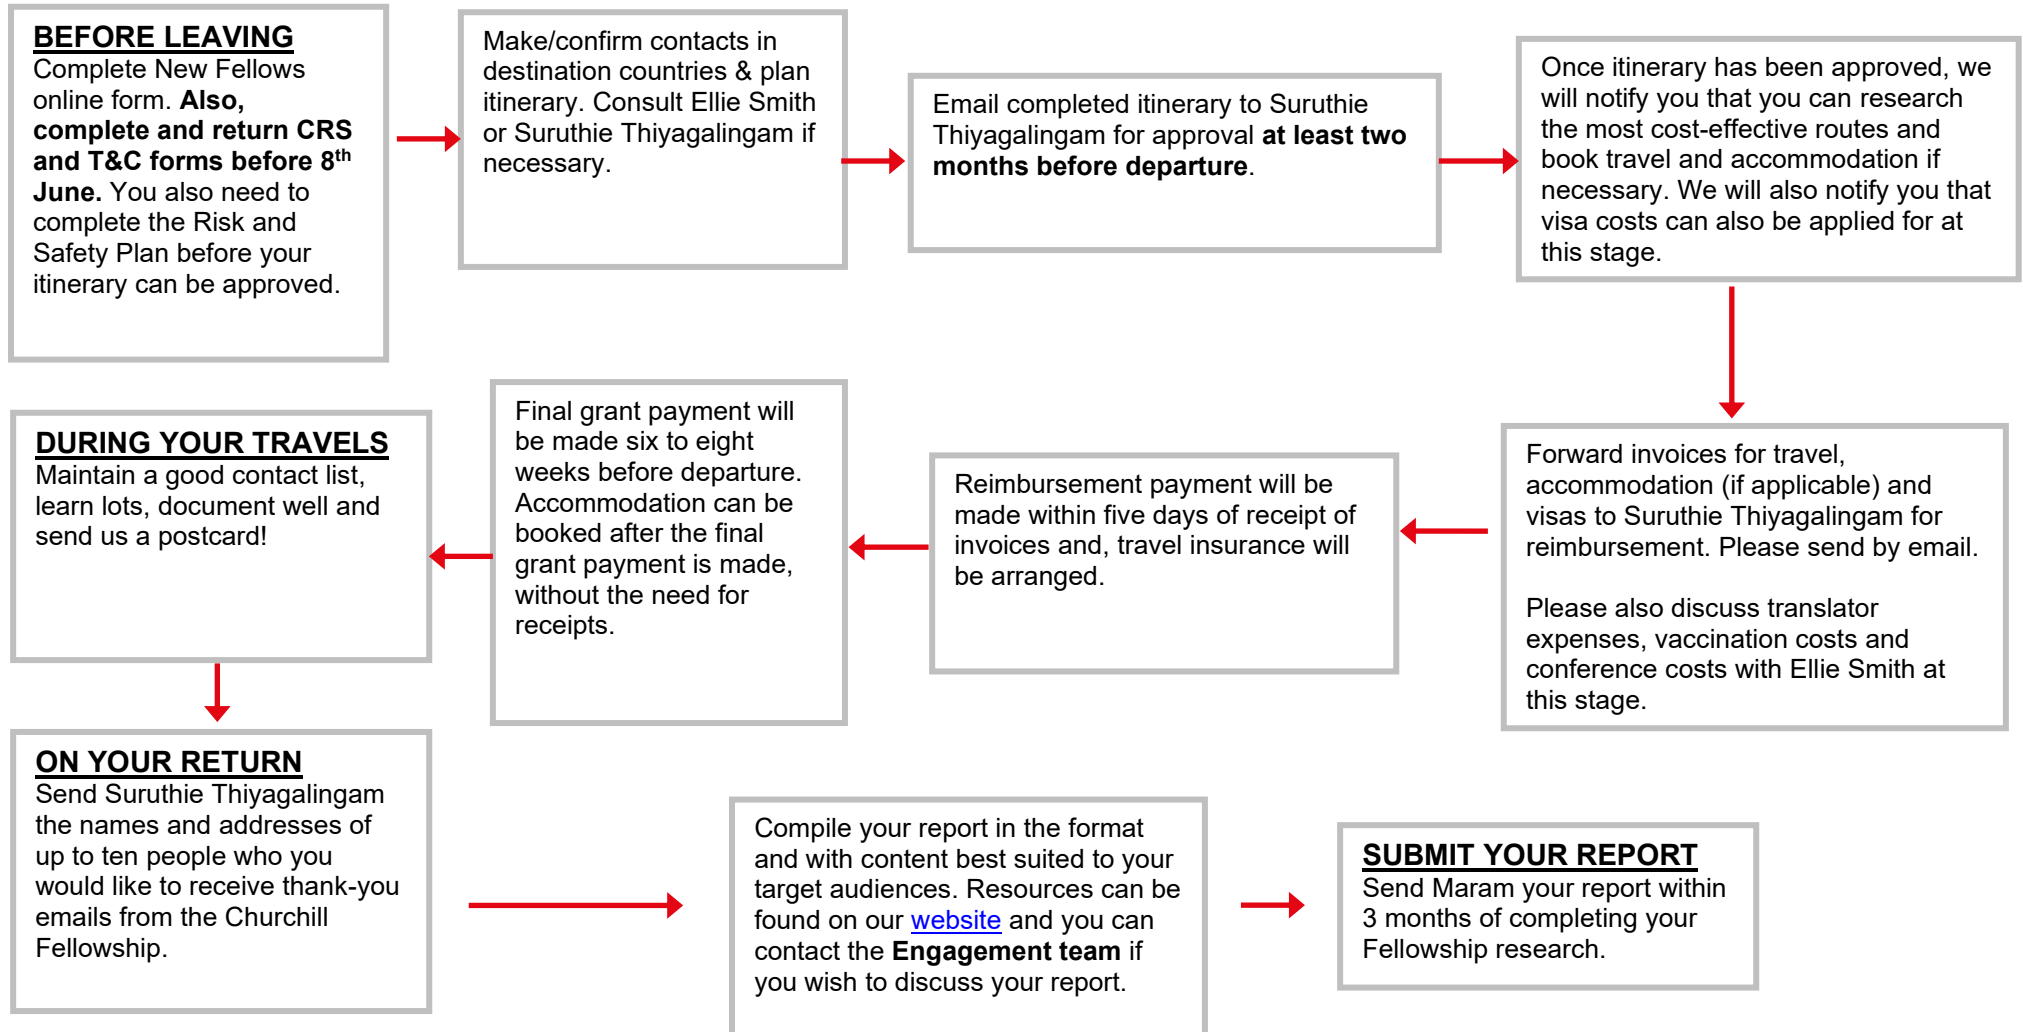 BEFORE LEAVING
Complete New Fellows
online form. Also,
complete and return CRS
and T&C forms before 8th
June. You also need to
complete the Risk and
Safety Plan before your
itinerary can be approved.
Make/confirm contacts in
destination countries & plan
itinerary. Consult Ellie Smith
or Suruthie Thiyagalingam if
necessary.
Email completed itinerary to Suruthie
Thiyagalingam for approval at least two
months before departure.
Once itinerary has been approved, we
will notify you that you can research
the most cost-effective routes and
book travel and accommodation if
necessary. We will also notify you that
visa costs can also be applied for at
this stage.
Forward invoices for travel,
accommodation (if applicable) and
visas to Suruthie Thiyagalingam for
reimbursement. Please send by email.
Please also discuss translator
expenses, vaccination costs and
conference costs with Ellie Smith at
this stage.
Reimbursement payment will be
made within five days of receipt of
invoices and, travel insurance will
be arranged.
Final grant payment will
be made six to eight
weeks before departure.
Accommodation can be
booked after the final
grant payment is made,
without the need for
receipts.
DURING YOUR TRAVELS
Maintain a good contact list,
learn lots, document well and
send us a postcard!
ON YOUR RETURN
Send Suruthie Thiyagalingam
the names and addresses of
up to ten people who you
would like to receive thank-you
emails from the Churchill
Fellowship.
Compile your report in the format
and with content best suited to your
target audiences. Resources can be
found on our website and you can
contact the Engagement team if
you wish to discuss your report.
SUBMIT YOUR REPORT
Send Maram your report within
3 months of completing your
Fellowship research.